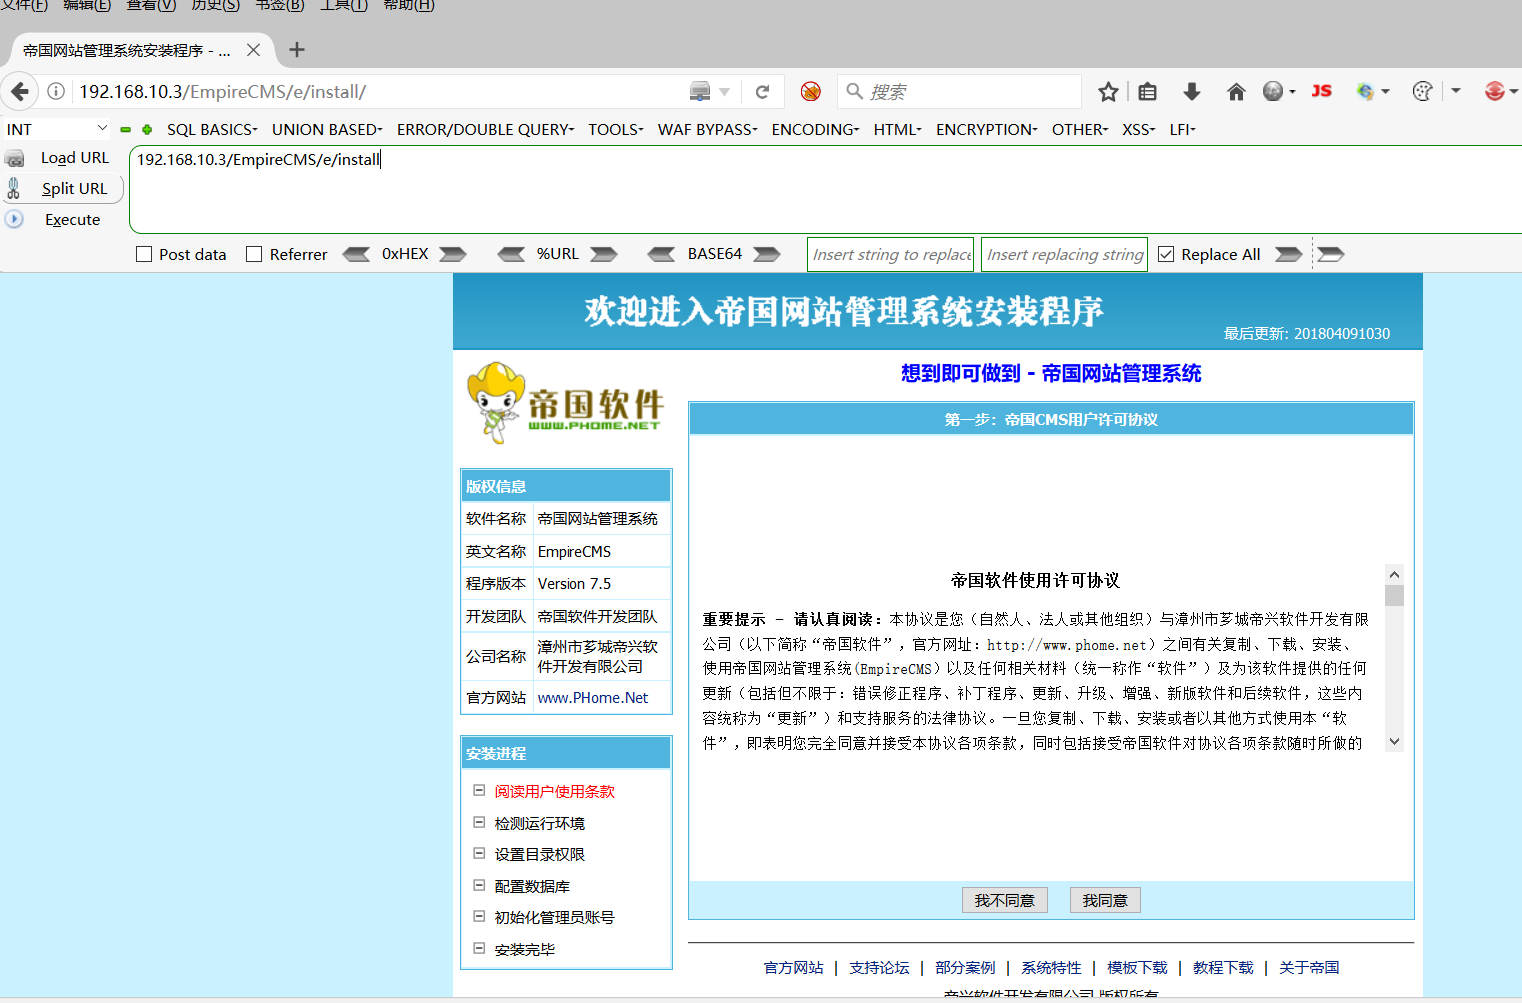 文件(F) 编辑(E) 查看(V) 历史(S) 书签(B) 工具(T) 帮助(H)
帝国网站管理系统安装程序 - ...
192.168.10.3/EmpireCMS/e/install/
搜索
JS
INT
SQL BASICS UNION BASED ERROR/DOUBLE QUERY TOOLS WAF BYPASS ENCODING HTML ENCRYPTION OTHER XSS LFI
Load URL
192.168.10.3/EmpireCMS/e/install
Split URL
Execute
Post data Referrer 0xHEX %URL BASE64 Insert string to replace Insert replacing string Replace All
欢迎进入帝国网站管理系统安装程序
最后更新: 201804091030
帝国软件
WWW.PHOME.NET
想到即可做到 - 帝国网站管理系统
版权信息
软件名称 帝国网站管理系统
英文名称 EmpireCMS
程序版本 Version 7.5
开发团队 帝国软件开发团队
公司名称 漳州市芗城帝兴软
件开发有限公司
官方网站 www.PHome.Net
安装进程
阅读用户使用条款
检测运行环境
设置目录权限
配置数据库
初始化管理员账号
安装完毕
第一步：帝国CMS用户许可协议
帝国软件使用许可协议
重要提示 - 请认真阅读：本协议是您（自然人、法人或其他组织）与漳州市芗城帝兴软件开发有限
公司（以下简称“帝国软件”，官方网址：http://www.phome.net）之间有关复制、下载、安装、
使用帝国网站管理系统(EmpireCMS）以及任何相关材料（统一称作“软件”）及为该软件提供的任何
更新（包括但不限于：错误修正程序、补丁程序、更新、升级、增强、新版软件和后续软件，这些内
容统称为“更新”）和支持服务的法律协议。一旦您复制、下载、安装或者以其他方式使用本“软
件”，即表明您完全同意并接受本协议各项条款，同时包括接受帝国软件对协议各项条款随时所做的
我不同意 我同意
官方网站 | 支持论坛 | 部分案例 | 系统特性 | 模板下载 | 教程下载 | 关于帝国
帝兴软件开发有限公司 版权所有